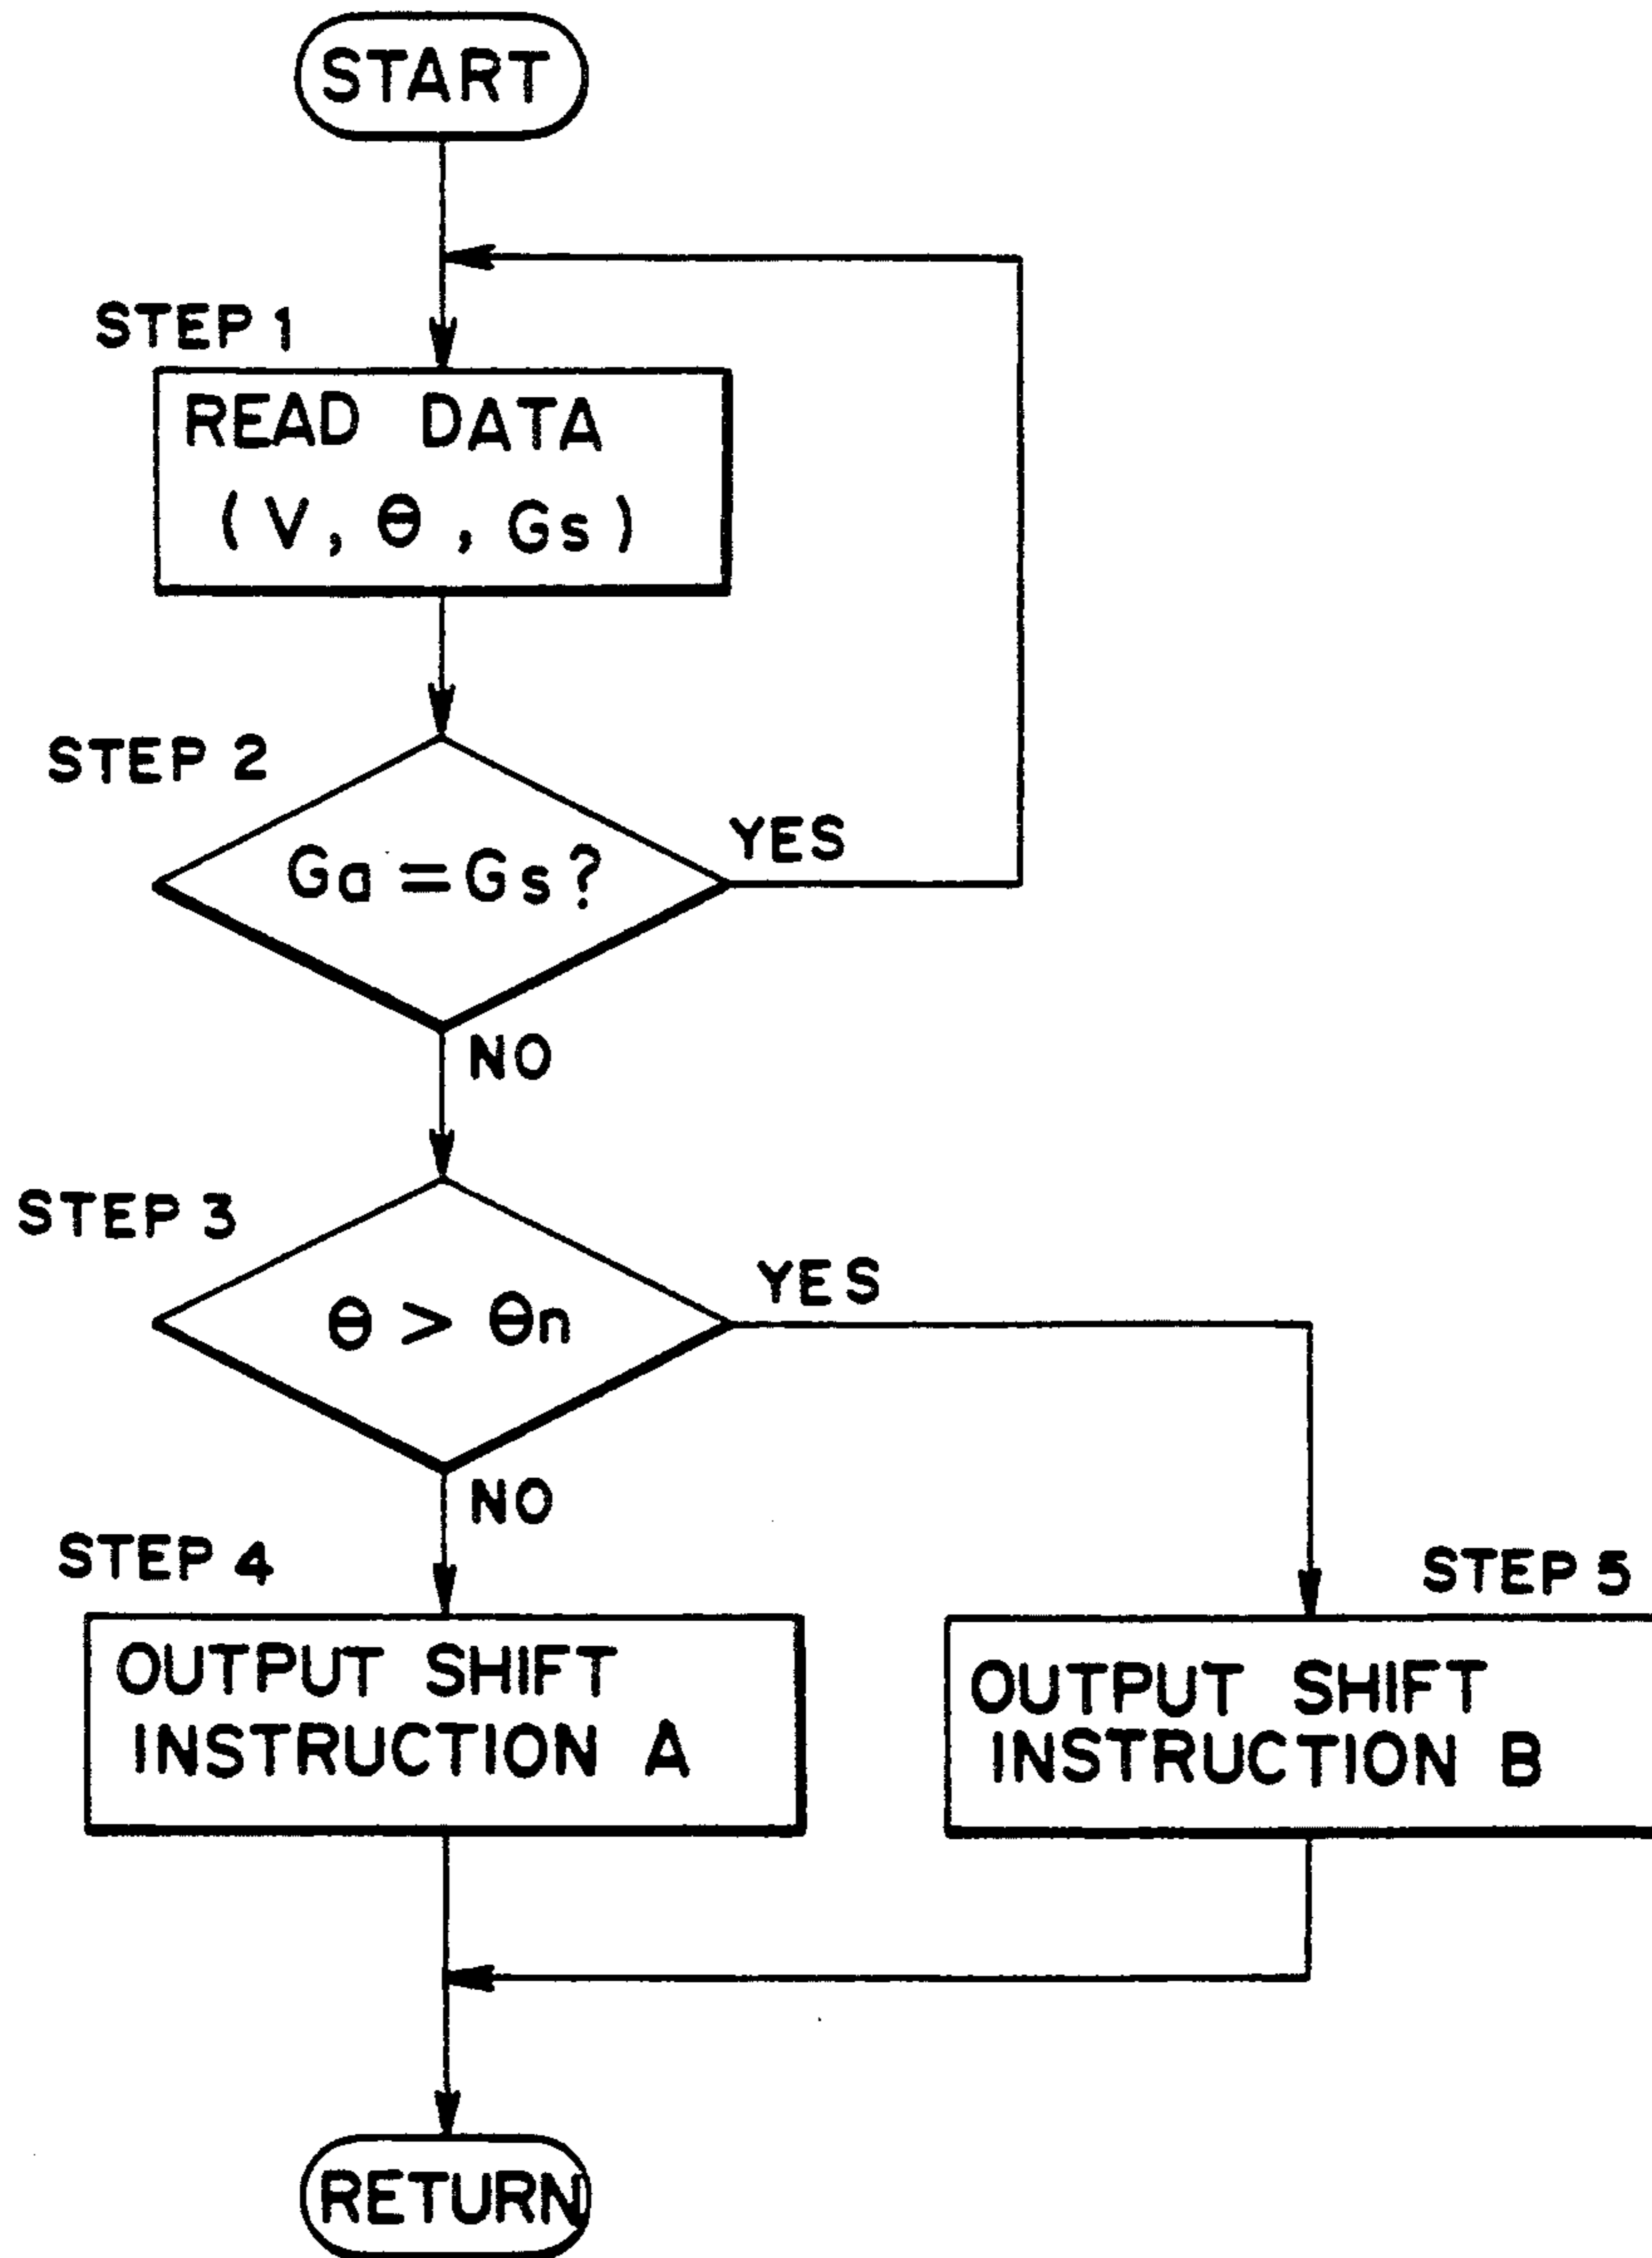 START
STEP 1
READ DATA
(V, θ, Gs)
STEP 2
Ga = Gs?
YES
NO
STEP 3
θ > θn
YES
NO
STEP 4
OUTPUT SHIFT
INSTRUCTION A
STEP 5
OUTPUT SHIFT
INSTRUCTION B
RETURN